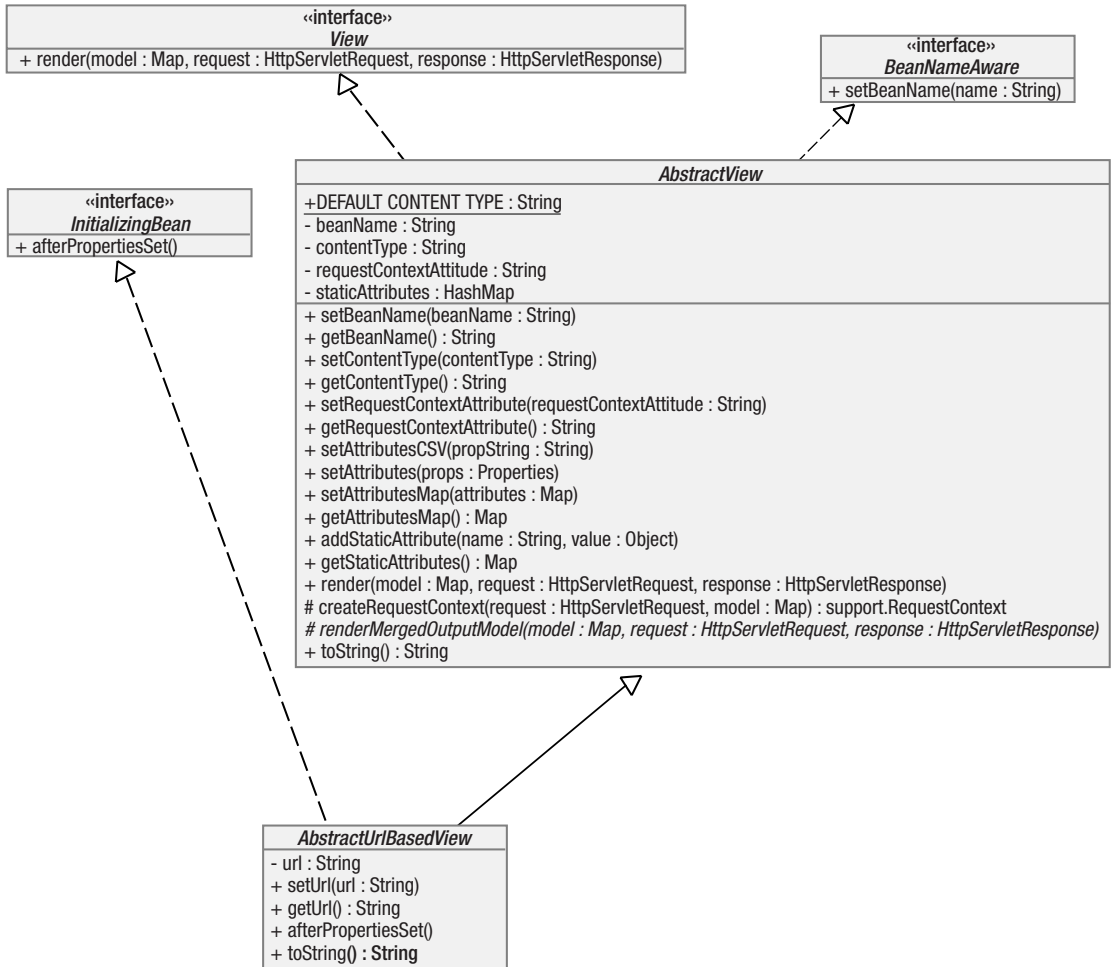 ‹‹interface››
View
+ render(model : Map, request : HttpServletRequest, response : HttpServletResponse)
‹‹interface››
BeanNameAware
+ setBeanName(name : String)
‹‹interface››
InitializingBean
+ afterPropertiesSet()
AbstractView
+DEFAULT CONTENT TYPE : String
- beanName : String
- contentType : String
- requestContextAttitude : String
- staticAttributes : HashMap
+ setBeanName(beanName : String)
+ getBeanName() : String
+ setContentType(contentType : String)
+ getContentType() : String
+ setRequestContextAttribute(requestContextAttitude : String)
+ getRequestContextAttribute() : String
+ setAttributesCSV(propString : String)
+ setAttributes(props : Properties)
+ setAttributesMap(attributes : Map)
+ getAttributesMap() : Map
+ addStaticAttribute(name : String, value : Object)
+ getStaticAttributes() : Map
+ render(model : Map, request : HttpServletRequest, response : HttpServletResponse)
# createRequestContext(request : HttpServletRequest, model : Map) : support.RequestContext
# renderMergedOutputModel(model : Map, request : HttpServletRequest, response : HttpServletResponse)
+ toString() : String
AbstractUrlBasedView
- url : String
+ setUrl(url : String)
+ getUrl() : String
+ afterPropertiesSet()
+ toString() : String